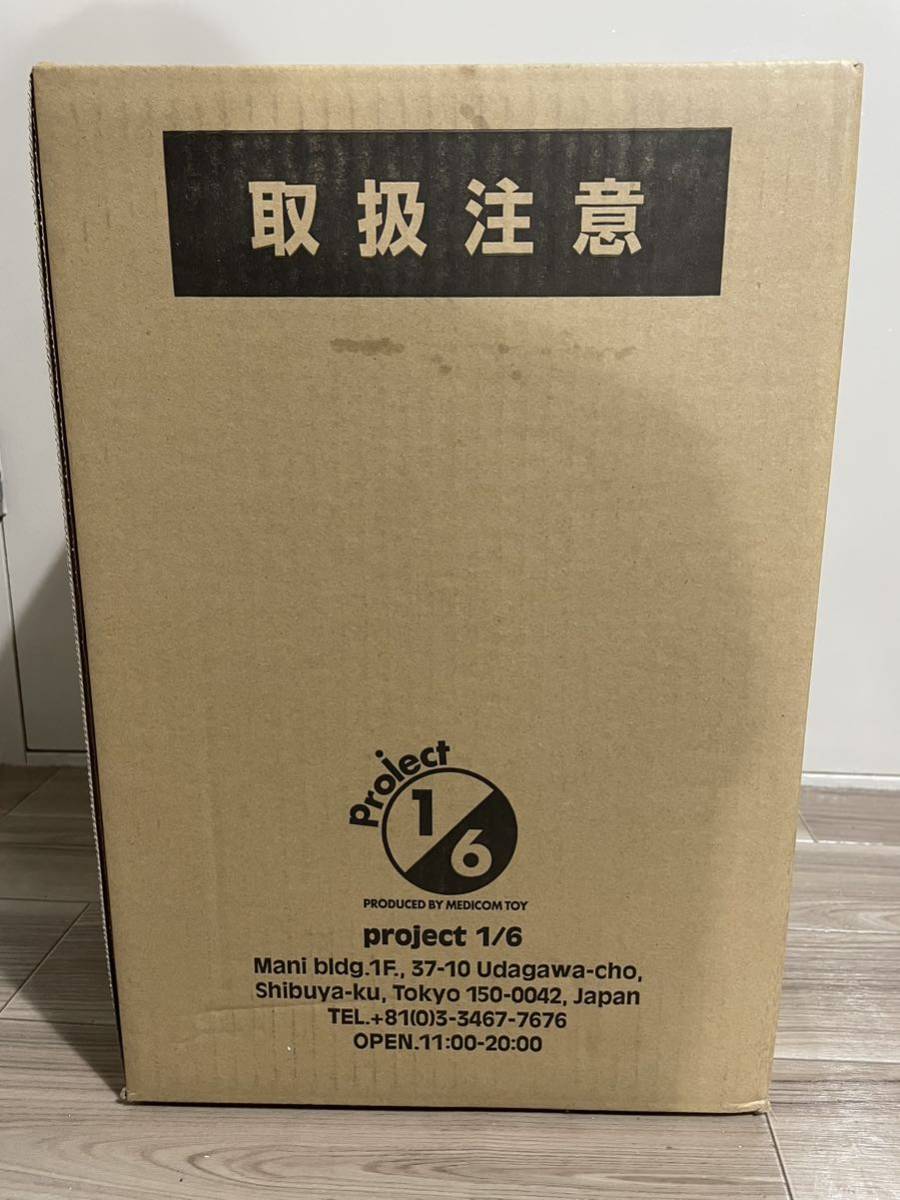 取扱注意
Project
1/6
PRODUCED BY MEDICOM TOY
project 1/6
Mani bldg.1F., 37-10 Udagawa-cho,
Shibuya-ku, Tokyo 150-0042, Japan
TEL.+81(0)3-3467-7676
OPEN.11:00-20:00